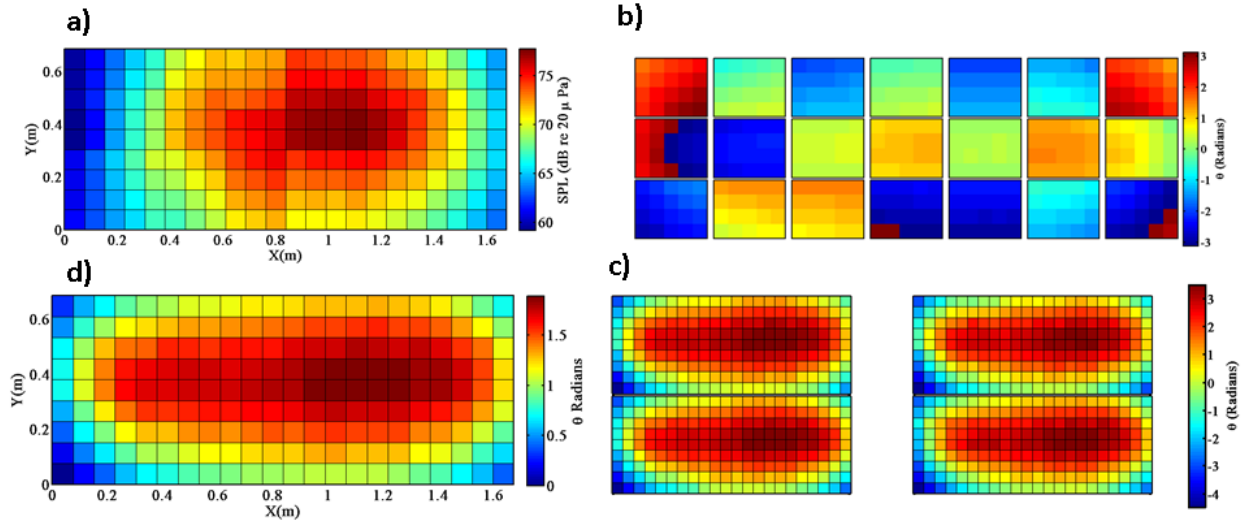 a)
0.6
0.4
0.2
0
Y(m)
0 0.2 0.4 0.6 0.8 1 1.2 1.4 1.6
X(m)
75
70
65
60
SPL (dB re 20 μ Pa)
b)
3
2
1
0
-1
-2
-3
θ (Radians)
d)
0.6
0.4
0.2
0
Y(m)
0 0.2 0.4 0.6 0.8 1 1.2 1.4 1.6
X(m)
1.5
1
0.5
0
θ Radians
c)
3
2
1
0
-1
-2
-3
-4
θ (Radians)